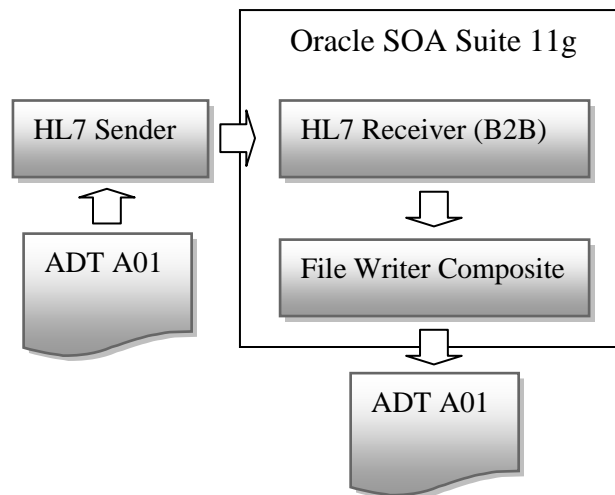 Oracle SOA Suite 11g
HL7 Sender
HL7 Receiver (B2B)
ADT A01
File Writer Composite
ADT A01